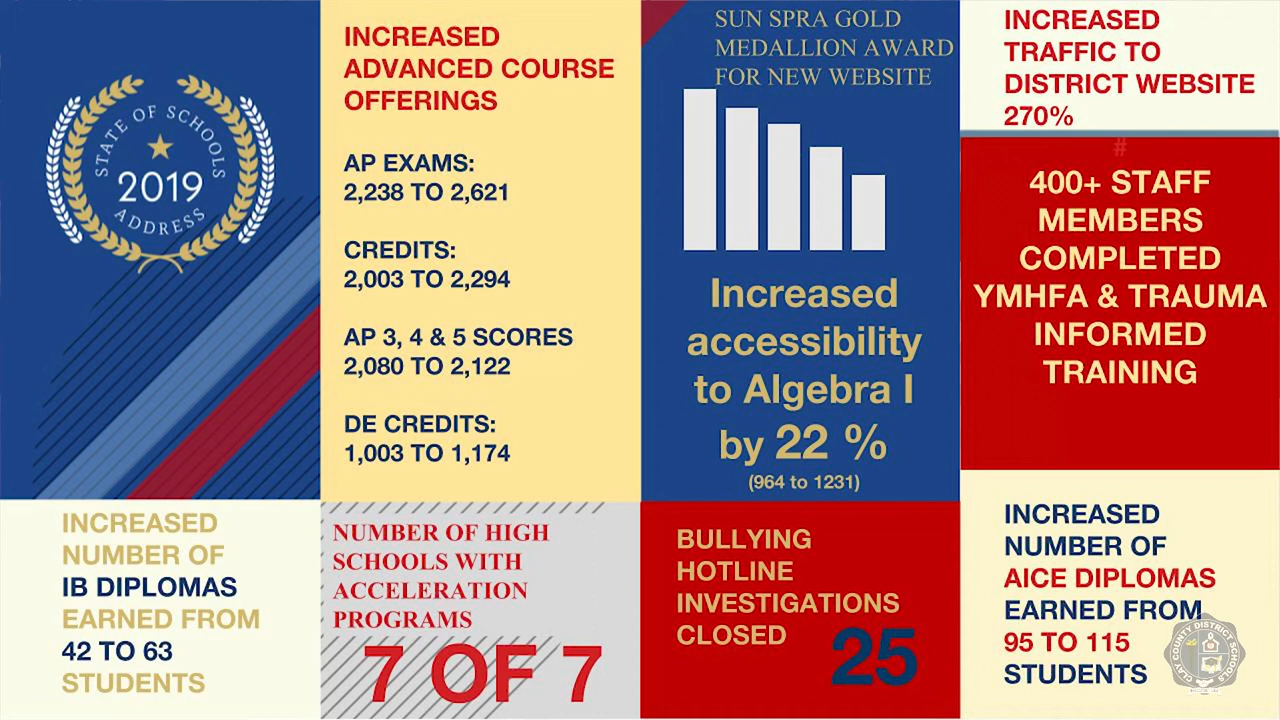 STATE OF SCHOOLS
2019
ADDRESS
INCREASED
ADVANCED COURSE
OFFERINGS
AP EXAMS:
2,238 TO 2,621
CREDITS:
2,003 TO 2,294
AP 3, 4 & 5 SCORES
2,080 TO 2,122
DE CREDITS:
1,003 TO 1,174
SUN SPRA GOLD
MEDALLION AWARD
FOR NEW WEBSITE
Increased
accessibility
to Algebra I
by 22 %
(964 to 1231)
INCREASED
TRAFFIC TO
DISTRICT WEBSITE
270%
#
400+ STAFF
MEMBERS
COMPLETED
YMHFA & TRAUMA
INFORMED
TRAINING
INCREASED
NUMBER OF
IB DIPLOMAS
EARNED FROM
42 TO 63
STUDENTS
NUMBER OF HIGH
SCHOOLS WITH
ACCELERATION
PROGRAMS
7 OF 7
BULLYING
HOTLINE
INVESTIGATIONS
CLOSED
25
INCREASED
NUMBER OF
AICE DIPLOMAS
EARNED FROM
95 TO 115
STUDENTS
CLAY COUNTY DISTRICT SCHOOLS